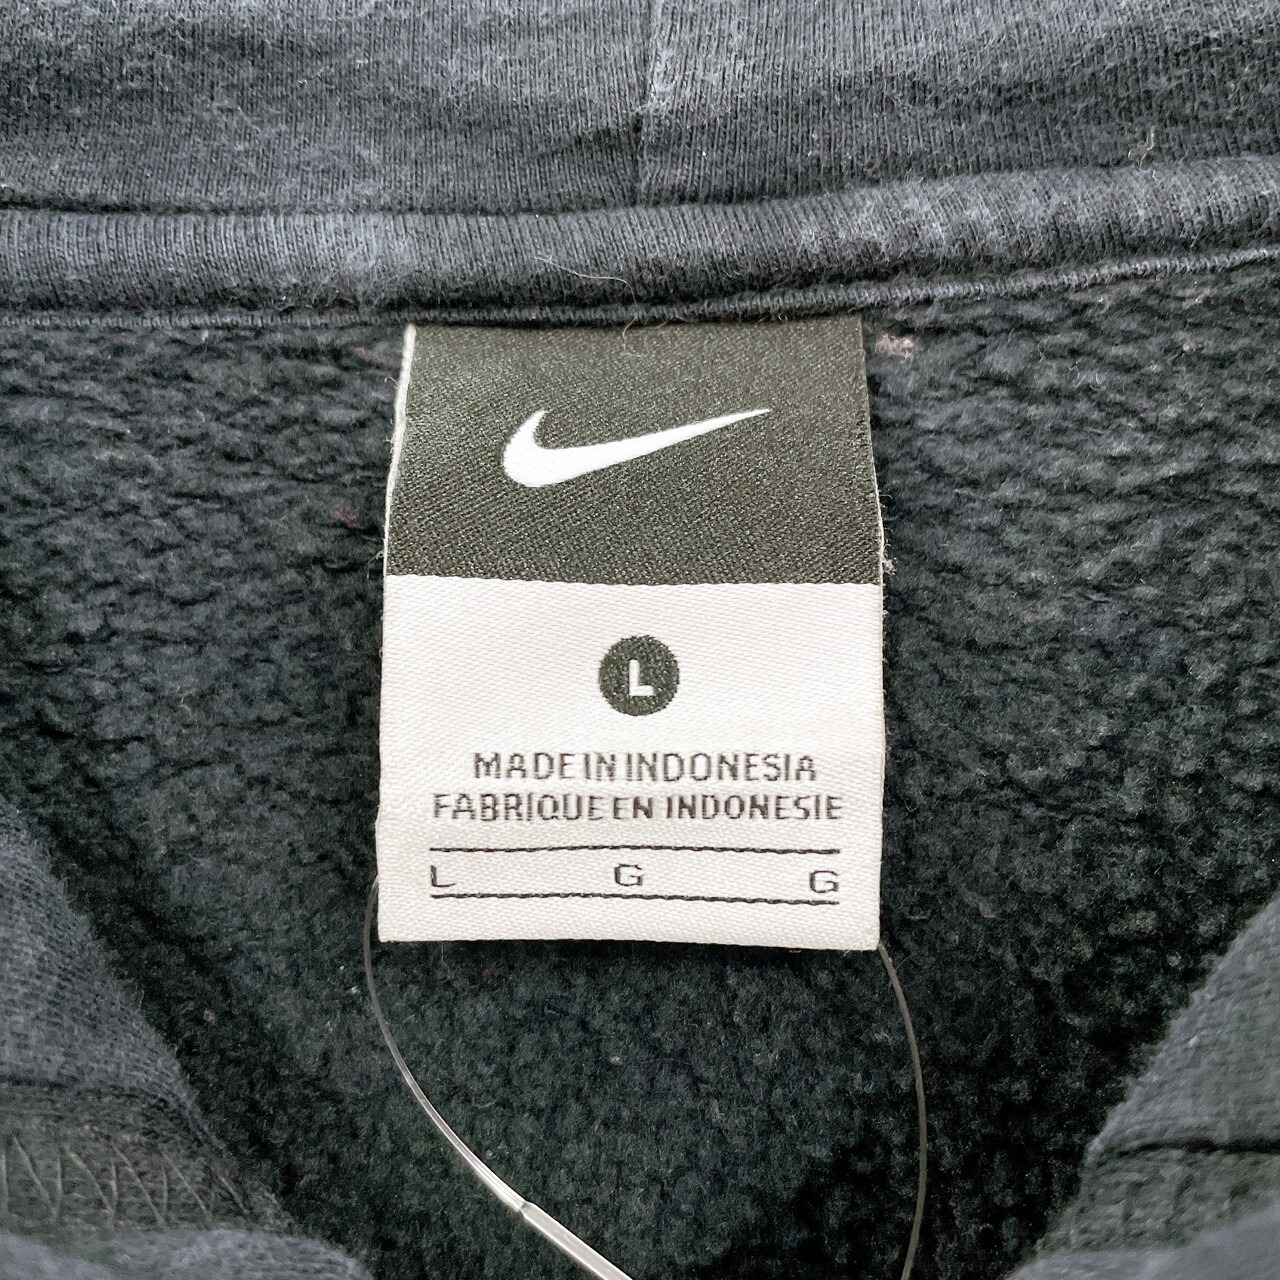 L
MADE IN INDONESIA
FABRIQUE EN INDONESIE
L G G